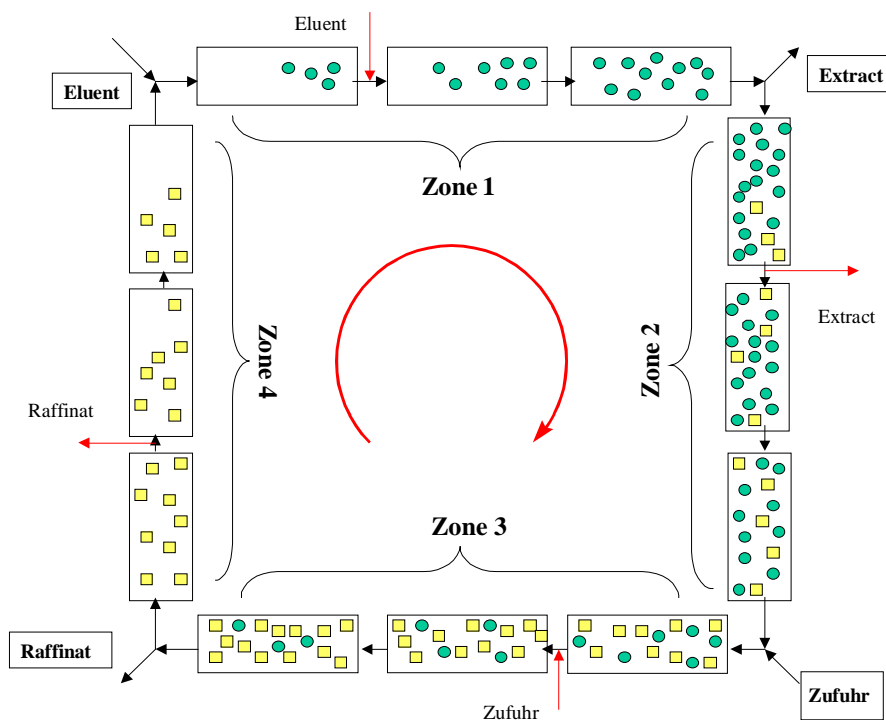 Eluent
Eluent
Extract
Zone 1
Zone 2
Zone 4
Extract
Raffinat
Zone 3
Raffinat
Zufuhr
Zufuhr